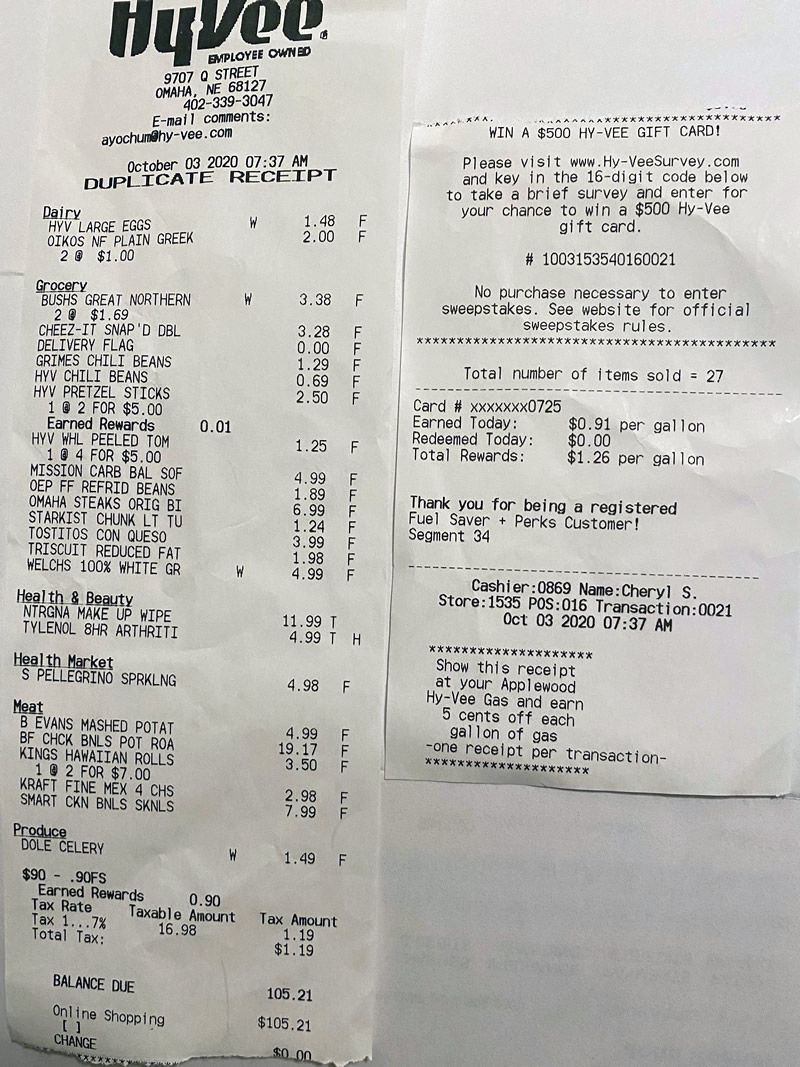 HyVee®
EMPLOYEE OWNED
9707 Q STREET
OMAHA, NE 68127
402-339-3047
E-mail comments:
ayochum@hy-vee.com
October 03 2020 07:37 AM
DUPLICATE RECEIPT
Dairy
HYV LARGE EGGS W 1.48 F
OIKOS NF PLAIN GREEK 2.00 F
2 @ $1.00
Grocery
BUSHS GREAT NORTHERN W 3.38 F
2 @ $1.69
CHEEZ-IT SNAP'D DBL 3.28 F
DELIVERY FLAG 0.00 F
GRIMES CHILI BEANS 1.29 F
HYV CHILI BEANS 0.69 F
HYV PRETZEL STICKS 2.50 F
1 @ 2 FOR $5.00
Earned Rewards 0.01
HYV WHL PEELED TOM 1.25 F
1 @ 4 FOR $5.00
MISSION CARB BAL SOF 4.99 F
OEP FF REFRID BEANS 1.89 F
OMAHA STEAKS ORIG BI 6.99 F
STARKIST CHUNK LT TU 1.24 F
TOSTITOS CON QUESO 3.99 F
TRISCUIT REDUCED FAT 1.98 F
WELCHS 100% WHITE GR W 4.99 F
Health & Beauty
NTRGNA MAKE UP WIPE 11.99 T
TYLENOL 8HR ARTHRITI 4.99 T H
Health Market
S PELLEGRINO SPRKLNG 4.98 F
Meat
B EVANS MASHED POTAT 4.99 F
BF CHCK BNLS POT ROA 19.17 F
KINGS HAWAIIAN ROLLS 3.50 F
1 @ 2 FOR $7.00
KRAFT FINE MEX 4 CHS 2.98 F
SMART CKN BNLS SKNLS 7.99 F
Produce
DOLE CELERY W 1.49 F
$90 - .90FS
Earned Rewards 0.90
Tax Rate Taxable Amount Tax Amount
Tax 1...7% 16.98 1.19
Total Tax: $1.19
BALANCE DUE 105.21
Online Shopping $105.21
[ ]
CHANGE $0.00
*******************
WIN A $500 HY-VEE GIFT CARD!
Please visit www.Hy-VeeSurvey.com
and key in the 16-digit code below
to take a brief survey and enter for
your chance to win a $500 Hy-Vee
gift card.
# 1003153540160021
No purchase necessary to enter
sweepstakes. See website for official
sweepstakes rules.
******************************************
Total number of items sold = 27
------------------------------------------
Card # xxxxxxx0725
Earned Today: $0.91 per gallon
Redeemed Today: $0.00
Total Rewards: $1.26 per gallon
Thank you for being a registered
Fuel Saver + Perks Customer!
Segment 34
------------------------------------------
Cashier:0869 Name:Cheryl S.
Store:1535 POS:016 Transaction:0021
Oct 03 2020 07:37 AM
********************
Show this receipt
at your Applewood
Hy-Vee Gas and earn
5 cents off each
gallon of gas
-one receipt per transaction-
********************